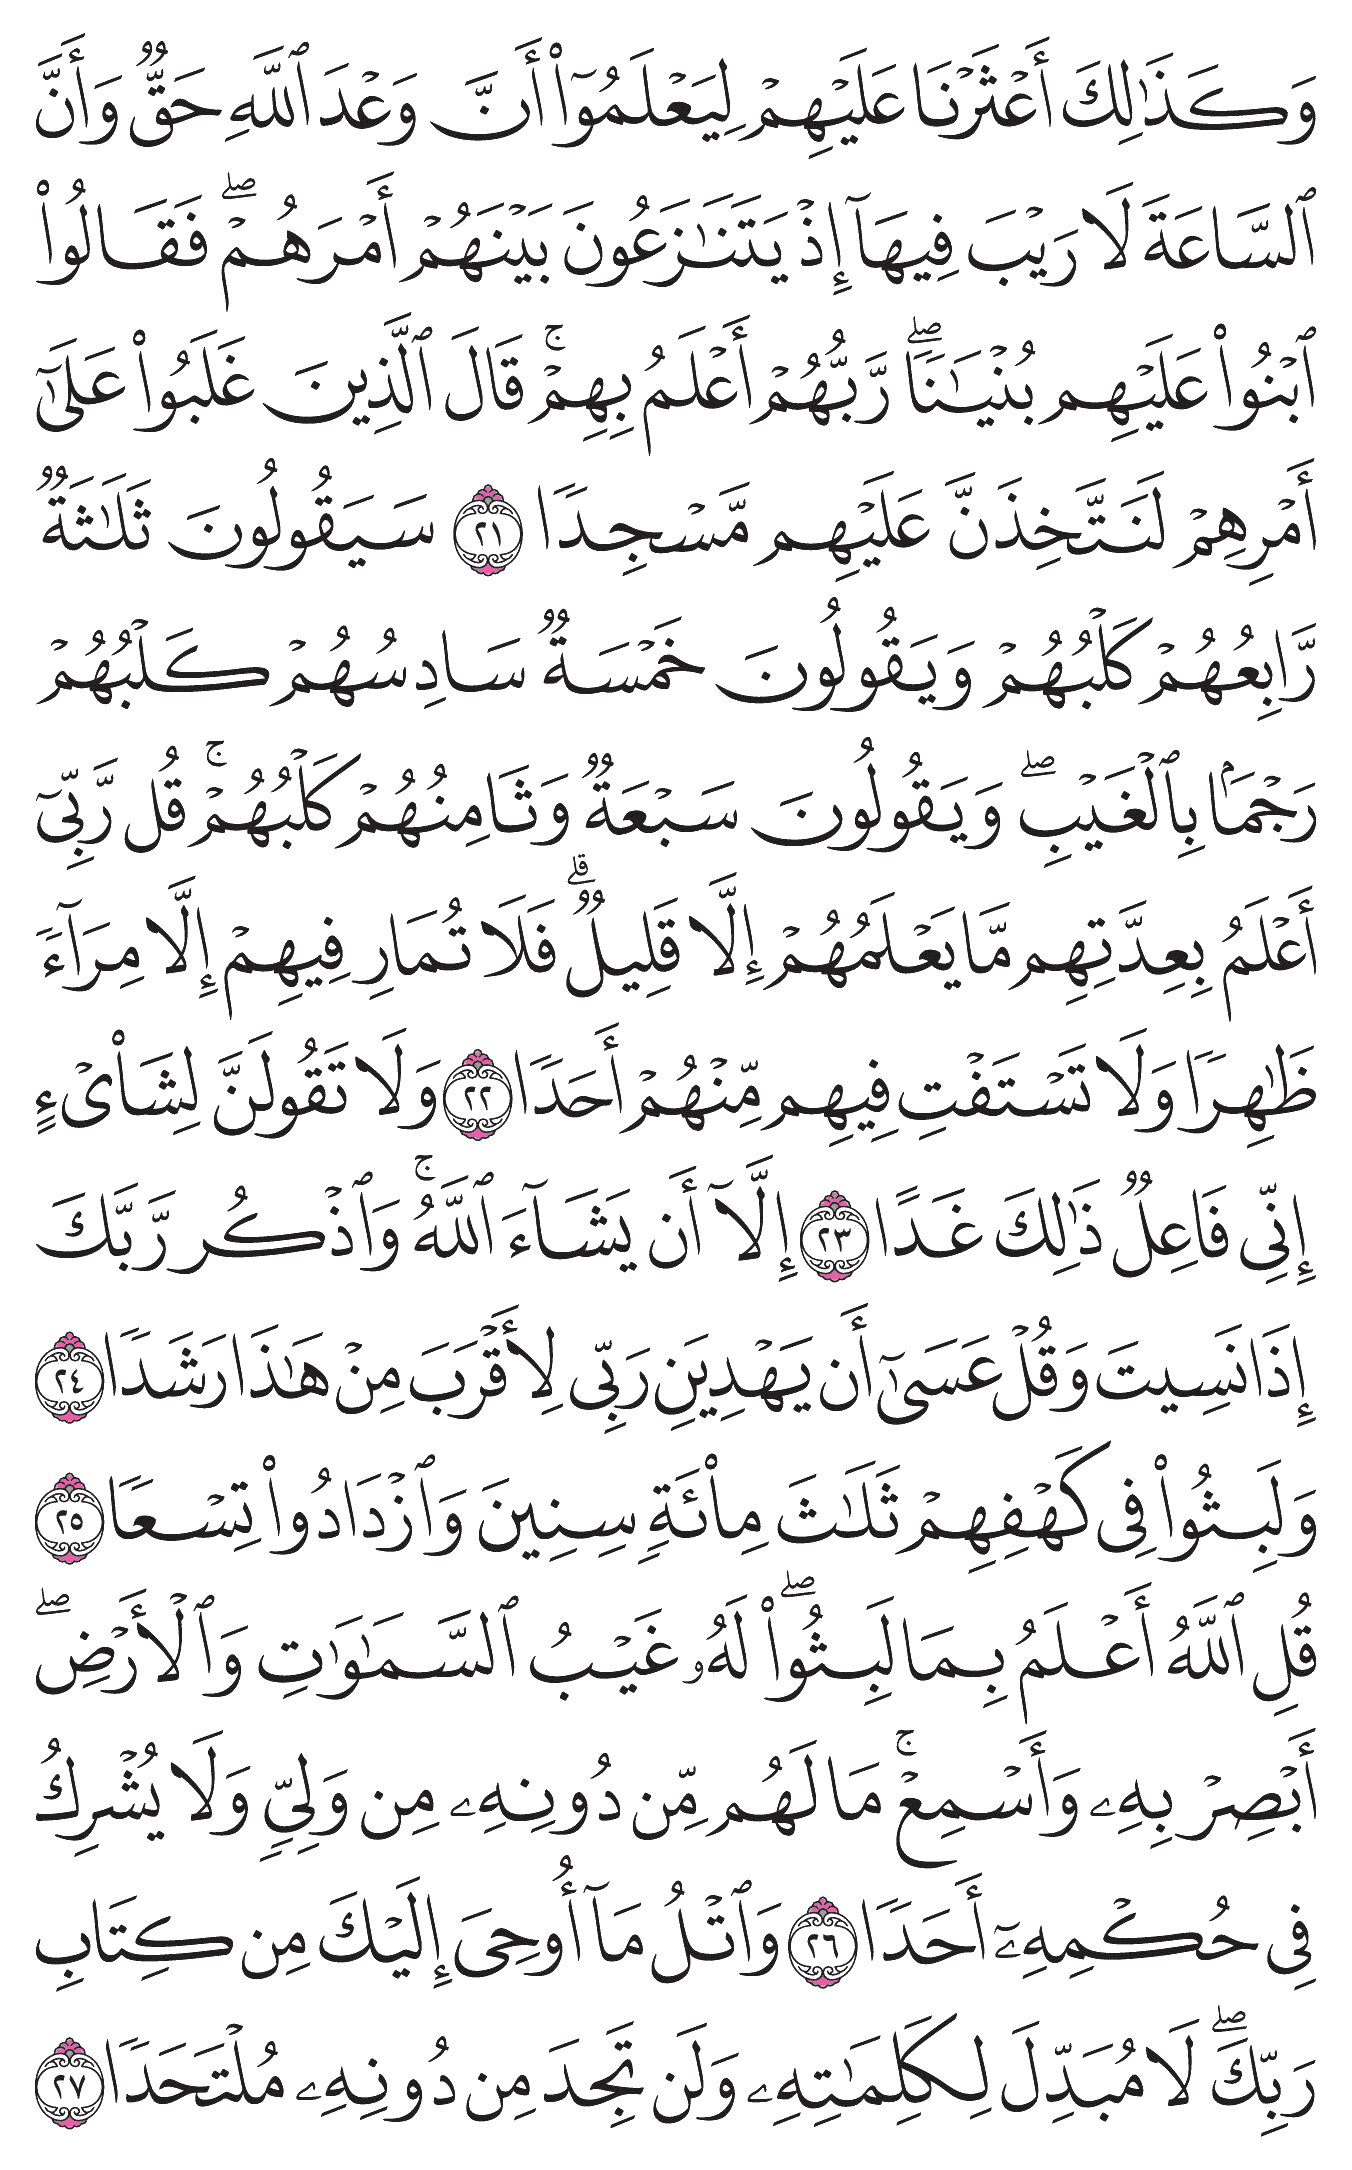 وَكَذَٰلِكَ أَعْثَرْنَا عَلَيْهِمْ لِيَعْلَمُوٓا۟ أَنَّ وَعْدَ ٱللَّهِ حَقٌّ وَأَنَّ
ٱلسَّاعَةَ لَا رَيْبَ فِيهَآ إِذْ يَتَنَٰزَعُونَ بَيْنَهُمْ أَمْرَهُمْ ۖ فَقَالُوا۟
ٱبْنُوا۟ عَلَيْهِم بُنْيَٰنًا ۖ رَّبُّهُمْ أَعْلَمُ بِهِمْ ۚ قَالَ ٱلَّذِينَ غَلَبُوا۟ عَلَىٰٓ
أَمْرِهِمْ لَنَتَّخِذَنَّ عَلَيْهِم مَّسْجِدًا ٢١ سَيَقُولُونَ ثَلَٰثَةٌ
رَّابِعُهُمْ كَلْبُهُمْ وَيَقُولُونَ خَمْسَةٌ سَادِسُهُمْ كَلْبُهُمْ
رَجْمًۢا بِٱلْغَيْبِ ۖ وَيَقُولُونَ سَبْعَةٌ وَثَامِنُهُمْ كَلْبُهُمْ ۚ قُل رَّبِّىٓ
أَعْلَمُ بِعِدَّتِهِم مَّا يَعْلَمُهُمْ إِلَّا قَلِيلٌ ۗ فَلَا تُمَارِ فِيهِمْ إِلَّا مِرَآءً
ظَٰهِرًا وَلَا تَسْتَفْتِ فِيهِم مِّنْهُمْ أَحَدًا ٢٢ وَلَا تَقُولَنَّ لِشَا۟ىْءٍ
إِنِّى فَاعِلٌ ذَٰلِكَ غَدًا ٢٣ إِلَّآ أَن يَشَآءَ ٱللَّهُ ۚ وَٱذْكُر رَّبَّكَ
إِذَا نَسِيتَ وَقُلْ عَسَىٰٓ أَن يَهْدِيَنِ رَبِّى لِأَقْرَبَ مِنْ هَٰذَا رَشَدًا ٢٤
وَلَبِثُوا۟ فِى كَهْفِهِمْ ثَلَٰثَ مِا۟ئَةٍ سِنِينَ وَٱزْدَادُوا۟ تِسْعًا ٢٥
قُلِ ٱللَّهُ أَعْلَمُ بِمَا لَبِثُوا۟ ۖ لَهُۥ غَيْبُ ٱلسَّمَٰوَٰتِ وَٱلْأَرْضِ ۖ
أَبْصِرْ بِهِۦ وَأَسْمِعْ ۚ مَا لَهُم مِّن دُونِهِۦ مِن وَلِىٍّ وَلَا يُشْرِكُ
فِى حُكْمِهِۦٓ أَحَدًا ٢٦ وَٱتْلُ مَآ أُوحِىَ إِلَيْكَ مِن كِتَابِ
رَبِّكَ ۖ لَا مُبَدِّلَ لِكَلِمَٰتِهِۦ وَلَن تَجِدَ مِن دُونِهِۦ مُلْتَحَدًا ٢٧